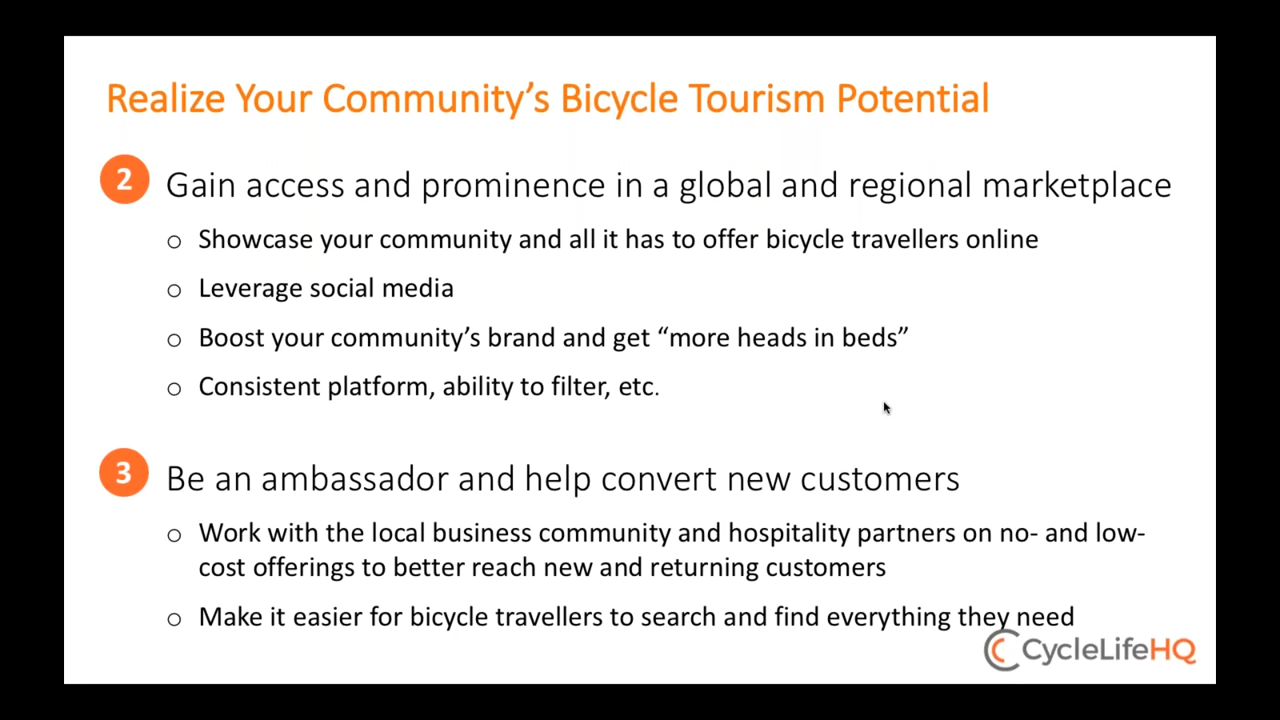 Realize Your Community’s Bicycle Tourism Potential
2 Gain access and prominence in a global and regional marketplace
o Showcase your community and all it has to offer bicycle travellers online
o Leverage social media
o Boost your community’s brand and get “more heads in beds”
o Consistent platform, ability to filter, etc.
3 Be an ambassador and help convert new customers
o Work with the local business community and hospitality partners on no- and low-
cost offerings to better reach new and returning customers
o Make it easier for bicycle travellers to search and find everything they need
CycleLifeHQ